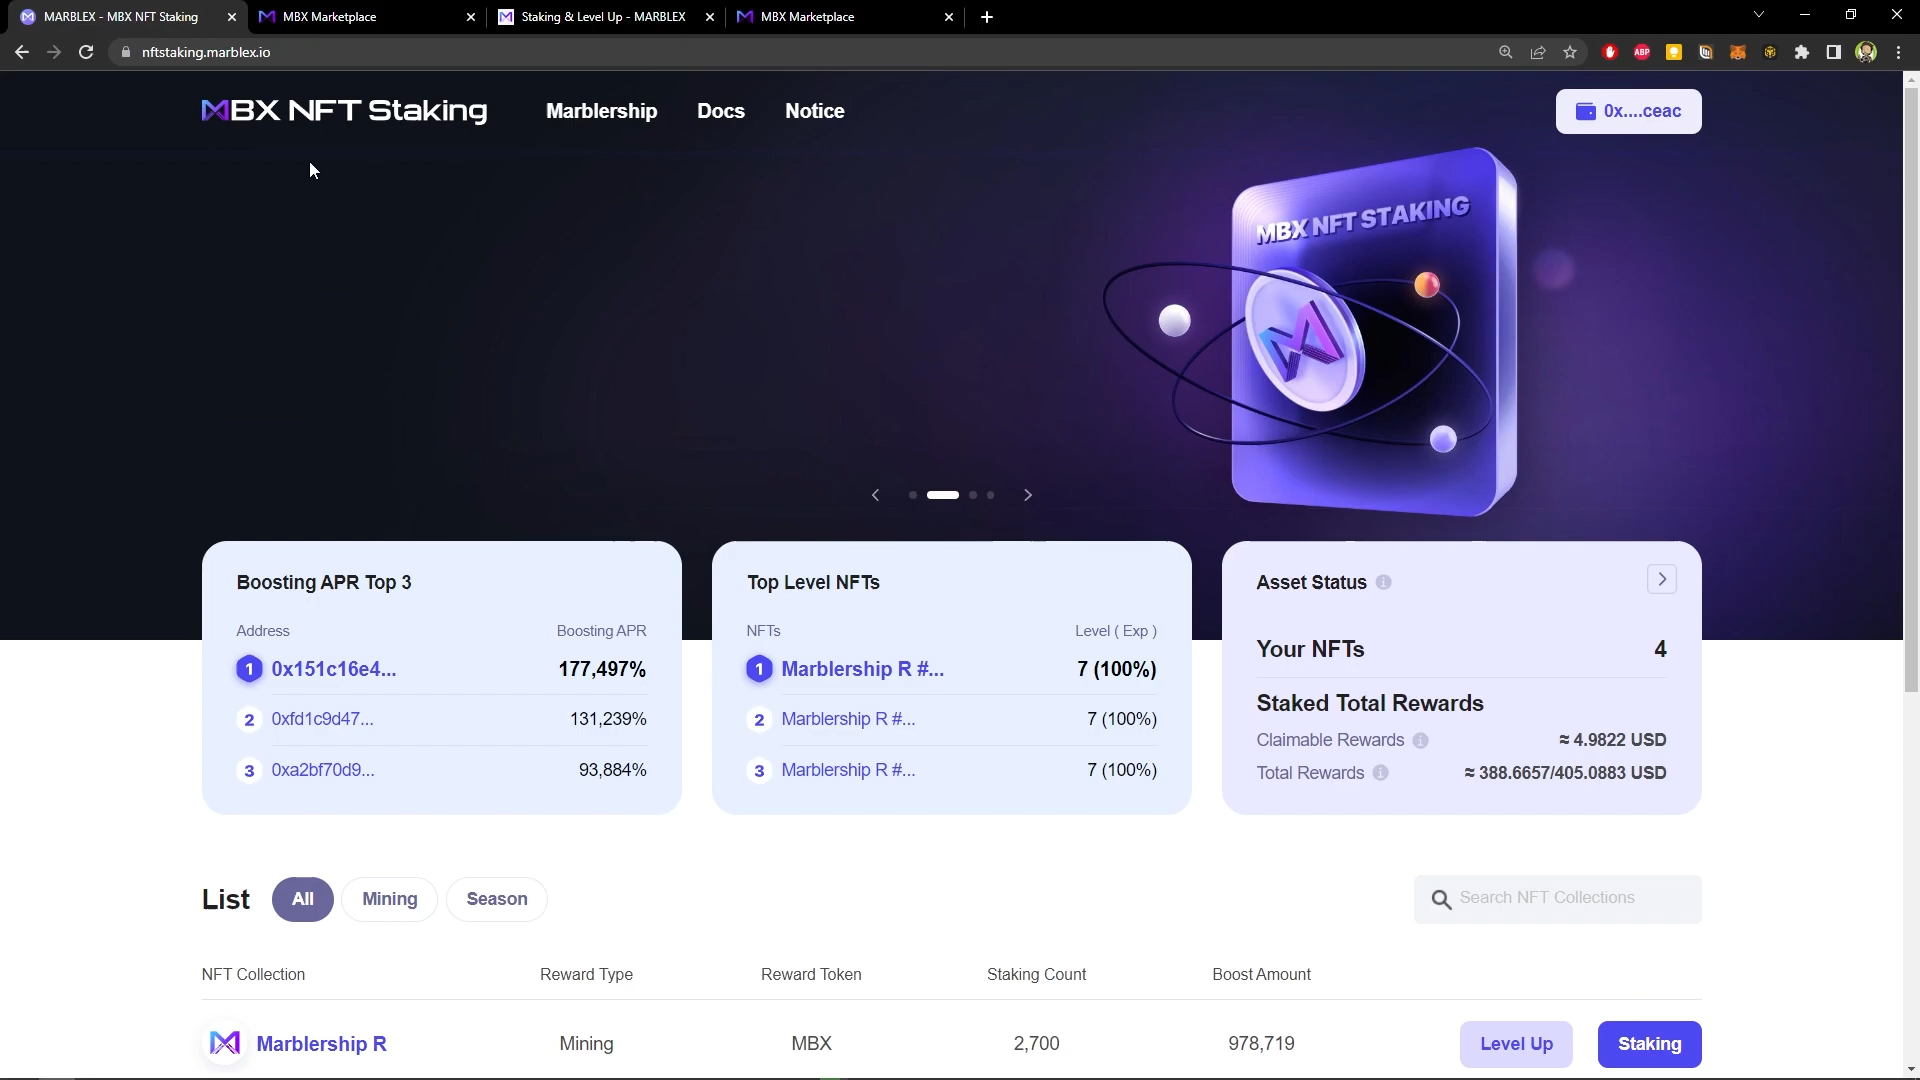 MARBLEX - MBX NFT Staking
MBX Marketplace
Staking & Level Up - MARBLEX
MBX Marketplace
nftstaking.marblex.io
ABP
MBX NFT Staking
Marblership
Docs
Notice
0x....ceac
MBX NFT STAKING
Boosting APR Top 3
Address
Boosting APR
1 0x151c16e4... 177,497%
2 0xfd1c9d47... 131,239%
3 0xa2bf70d9... 93,884%
Top Level NFTs
NFTs
Level ( Exp )
1 Marblership R #... 7 (100%)
2 Marblership R #... 7 (100%)
3 Marblership R #... 7 (100%)
Asset Status
Your NFTs 4
Staked Total Rewards
Claimable Rewards ≈ 4.9822 USD
Total Rewards ≈ 388.6657/405.0883 USD
List
All
Mining
Season
Search NFT Collections
NFT Collection
Reward Type
Reward Token
Staking Count
Boost Amount
Marblership R
Mining
MBX
2,700
978,719
Level Up
Staking